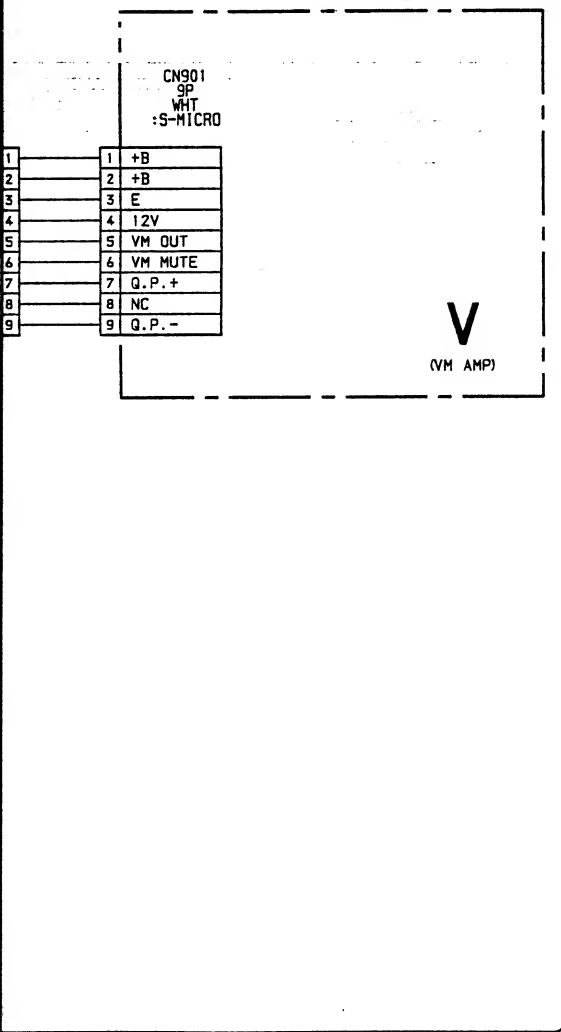 CN901
9P
WHT
:S-MICRO
1 1 +B
2 2 +B
3 3 E
4 4 12V
5 5 VM OUT
6 6 VM MUTE
7 7 Q.P.+
8 8 NC
9 9 Q.P.-
V
(VM AMP)